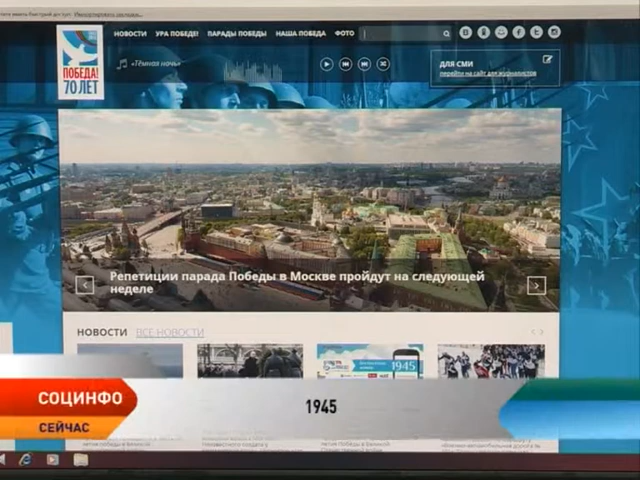 НОВОСТИ УРА ПОБЕДЕ! ПАРАДЫ ПОБЕДЫ НАША ПОБЕДА ФОТО
ПОБЕДА!
70 ЛЕТ
«Тёмная ночь»
ДЛЯ СМИ
перейти на сайт для журналистов
Репетиции парада Победы в Москве пройдут на следующей
неделе
НОВОСТИ ВСЕ НОВОСТИ
1945
СОЦИНФО
СЕЙЧАС
1945